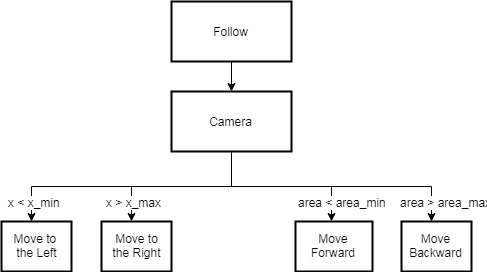 Follow
Camera
x < x_min
x > x_max
area < area_min
area > area_max
Move to
the Left
Move to
the Right
Move
Forward
Move
Backward